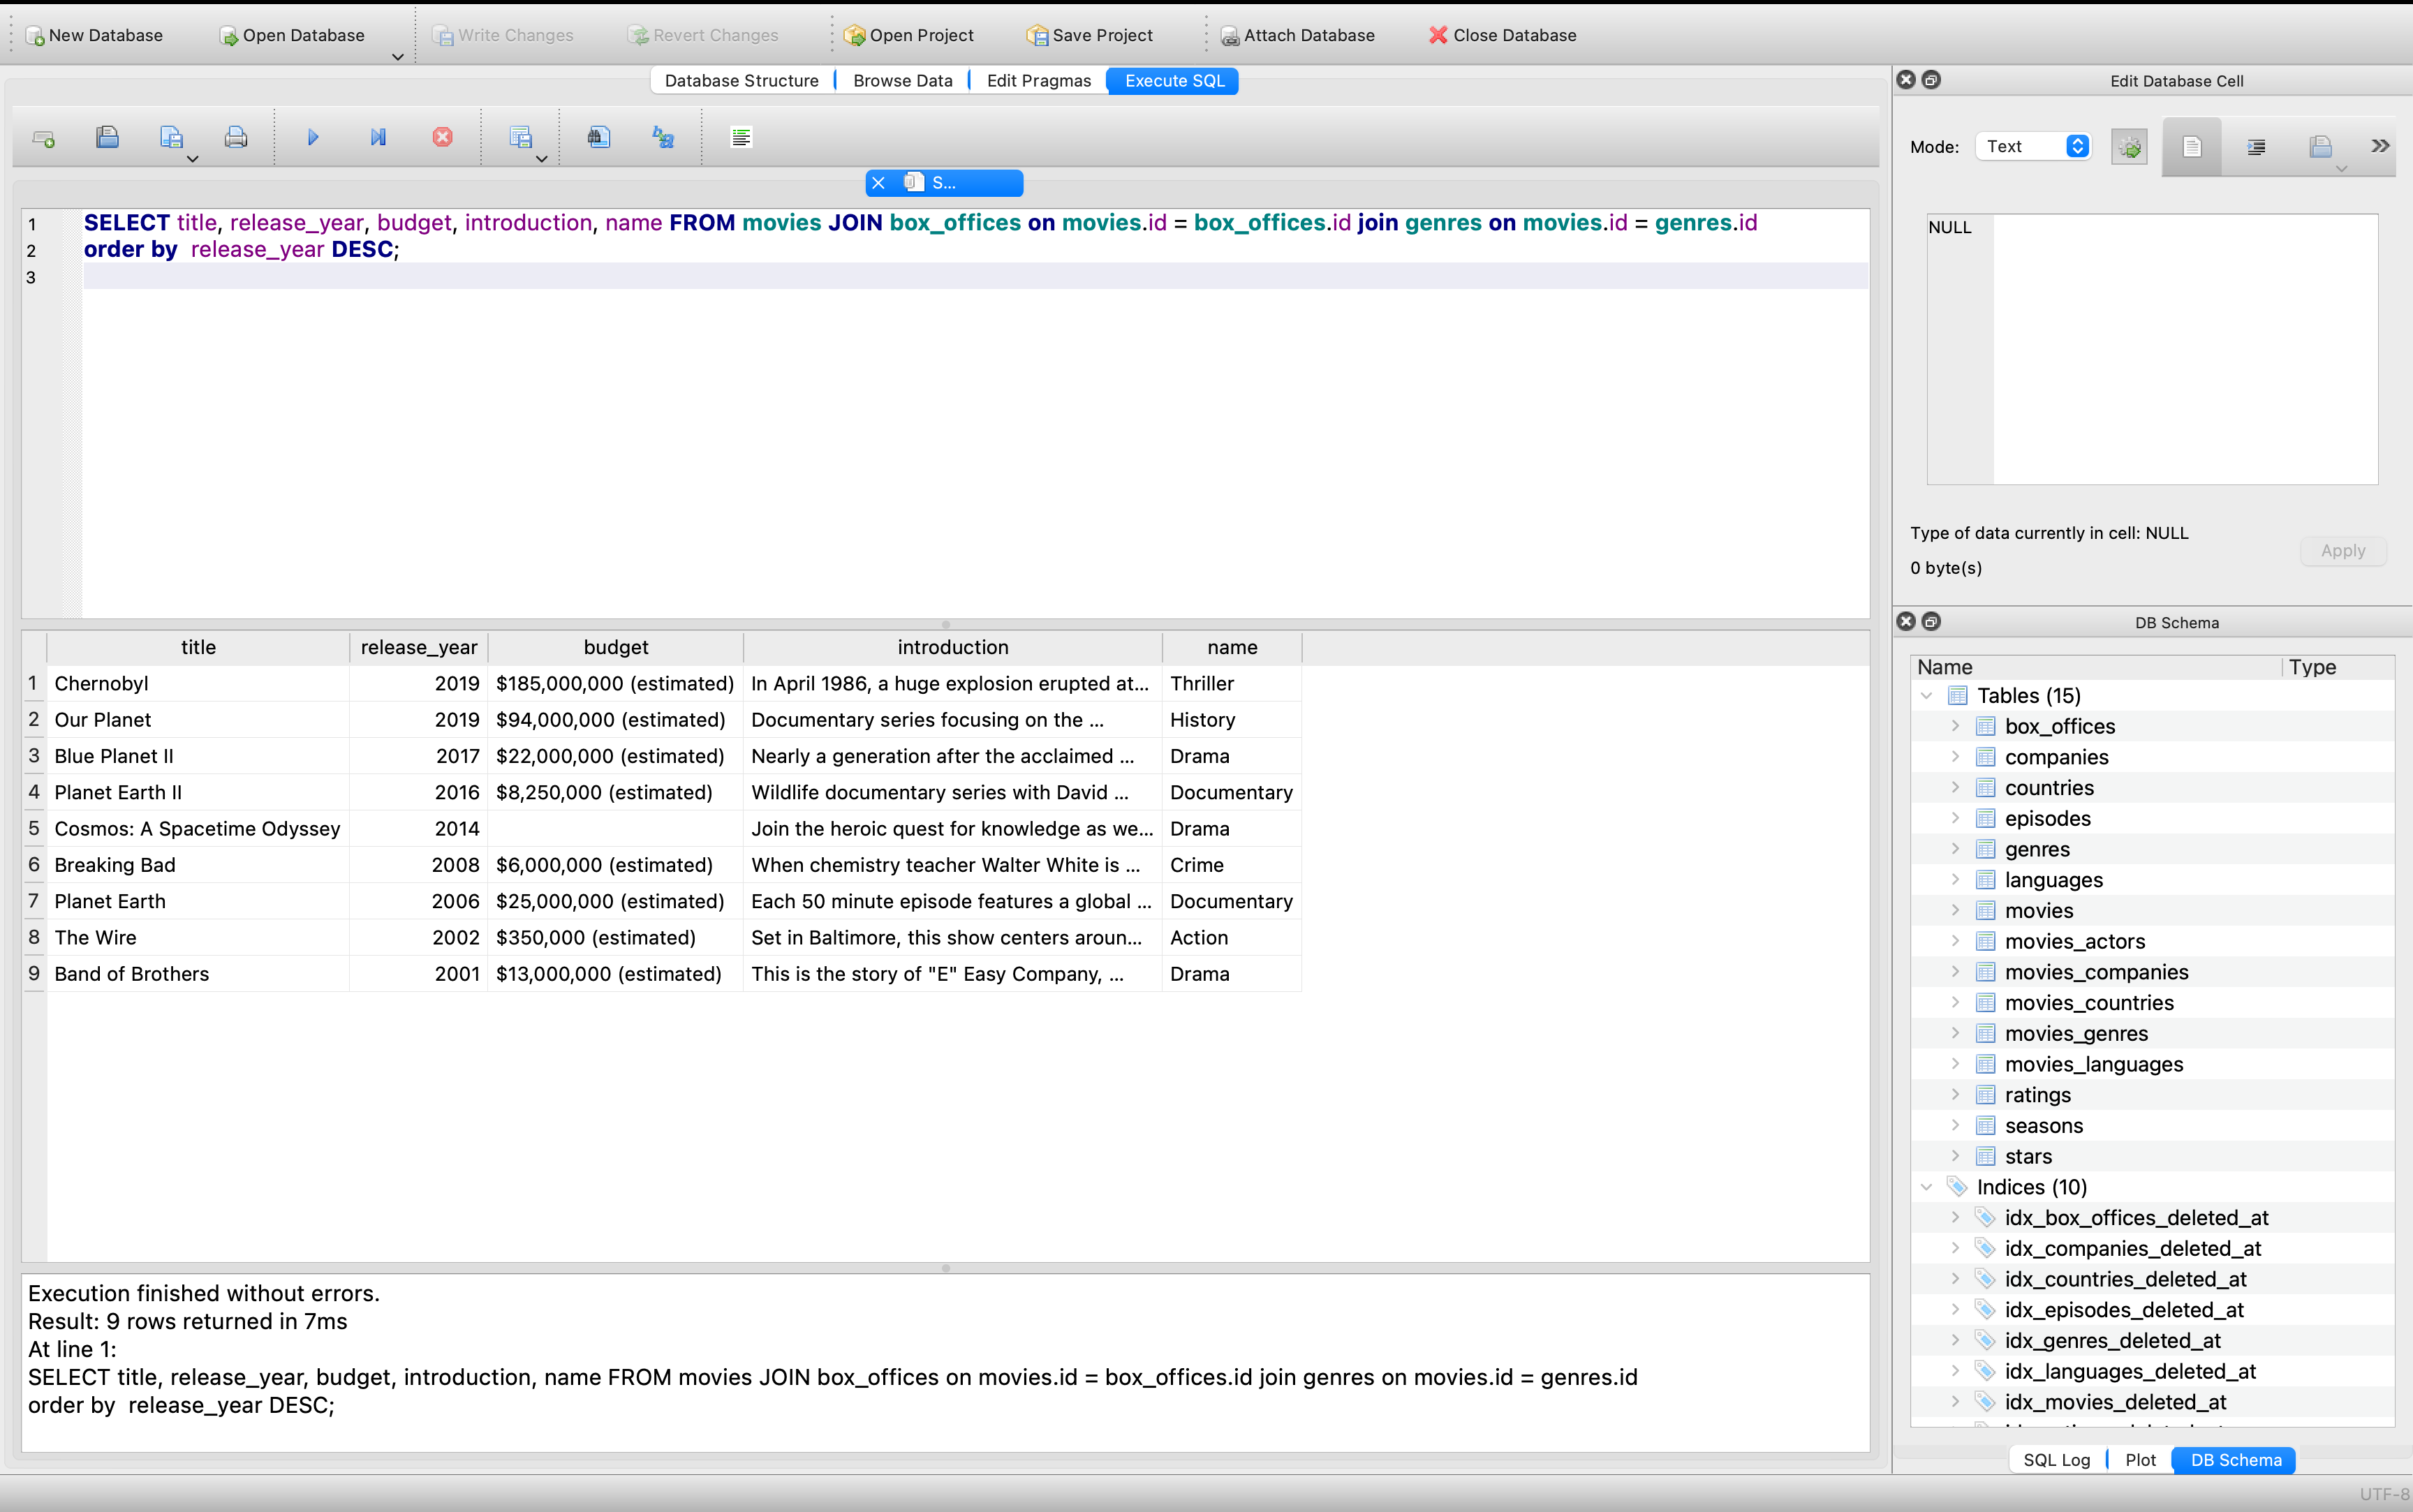 New Database Open Database Write Changes Revert Changes Open Project Save Project Attach Database Close Database
Database Structure Browse Data Edit Pragmas Execute SQL
S...
1 SELECT title, release_year, budget, introduction, name FROM movies JOIN box_offices on movies.id = box_offices.id join genres on movies.id = genres.id
2 order by  release_year DESC;
3
title release_year budget introduction name
1 Chernobyl 2019 $185,000,000 (estimated) In April 1986, a huge explosion erupted at... Thriller
2 Our Planet 2019 $94,000,000 (estimated) Documentary series focusing on the ... History
3 Blue Planet II 2017 $22,000,000 (estimated) Nearly a generation after the acclaimed ... Drama
4 Planet Earth II 2016 $8,250,000 (estimated) Wildlife documentary series with David ... Documentary
5 Cosmos: A Spacetime Odyssey 2014 Join the heroic quest for knowledge as we... Drama
6 Breaking Bad 2008 $6,000,000 (estimated) When chemistry teacher Walter White is ... Crime
7 Planet Earth 2006 $25,000,000 (estimated) Each 50 minute episode features a global ... Documentary
8 The Wire 2002 $350,000 (estimated) Set in Baltimore, this show centers aroun... Action
9 Band of Brothers 2001 $13,000,000 (estimated) This is the story of "E" Easy Company, ... Drama
Execution finished without errors.
Result: 9 rows returned in 7ms
At line 1:
SELECT title, release_year, budget, introduction, name FROM movies JOIN box_offices on movies.id = box_offices.id join genres on movies.id = genres.id
order by  release_year DESC;
Edit Database Cell
Mode: Text
NULL
Type of data currently in cell: NULL
Apply
0 byte(s)
DB Schema
Name Type
Tables (15)
box_offices
companies
countries
episodes
genres
languages
movies
movies_actors
movies_companies
movies_countries
movies_genres
movies_languages
ratings
seasons
stars
Indices (10)
idx_box_offices_deleted_at
idx_companies_deleted_at
idx_countries_deleted_at
idx_episodes_deleted_at
idx_genres_deleted_at
idx_languages_deleted_at
idx_movies_deleted_at
SQL Log Plot DB Schema
UTF-8